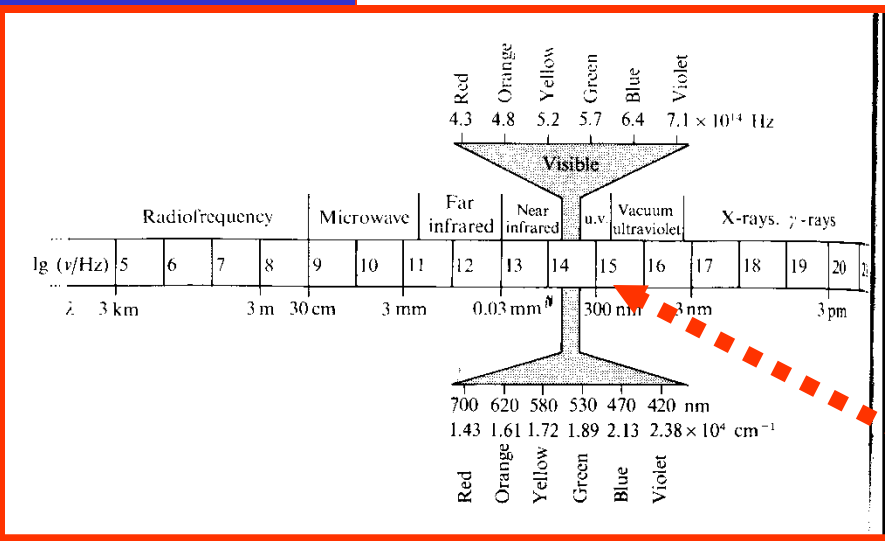 Red Orange Yellow Green Blue Violet
4.3 4.8 5.2 5.7 6.4 7.1 × 10¹⁴ Hz
Visible
Radiofrequency Microwave Far infrared Near infrared u.v. Vacuum ultraviolet X-rays, γ-rays
lg (ν/Hz) 5 6 7 8 9 10 11 12 13 14 15 16 17 18 19 20
λ 3 km 3 m 30 cm 3 mm 0.03 mm 300 nm 3 nm 3 pm
700 620 580 530 470 420 nm
1.43 1.61 1.72 1.89 2.13 2.38 × 10⁴ cm⁻¹
Red Orange Yellow Green Blue Violet